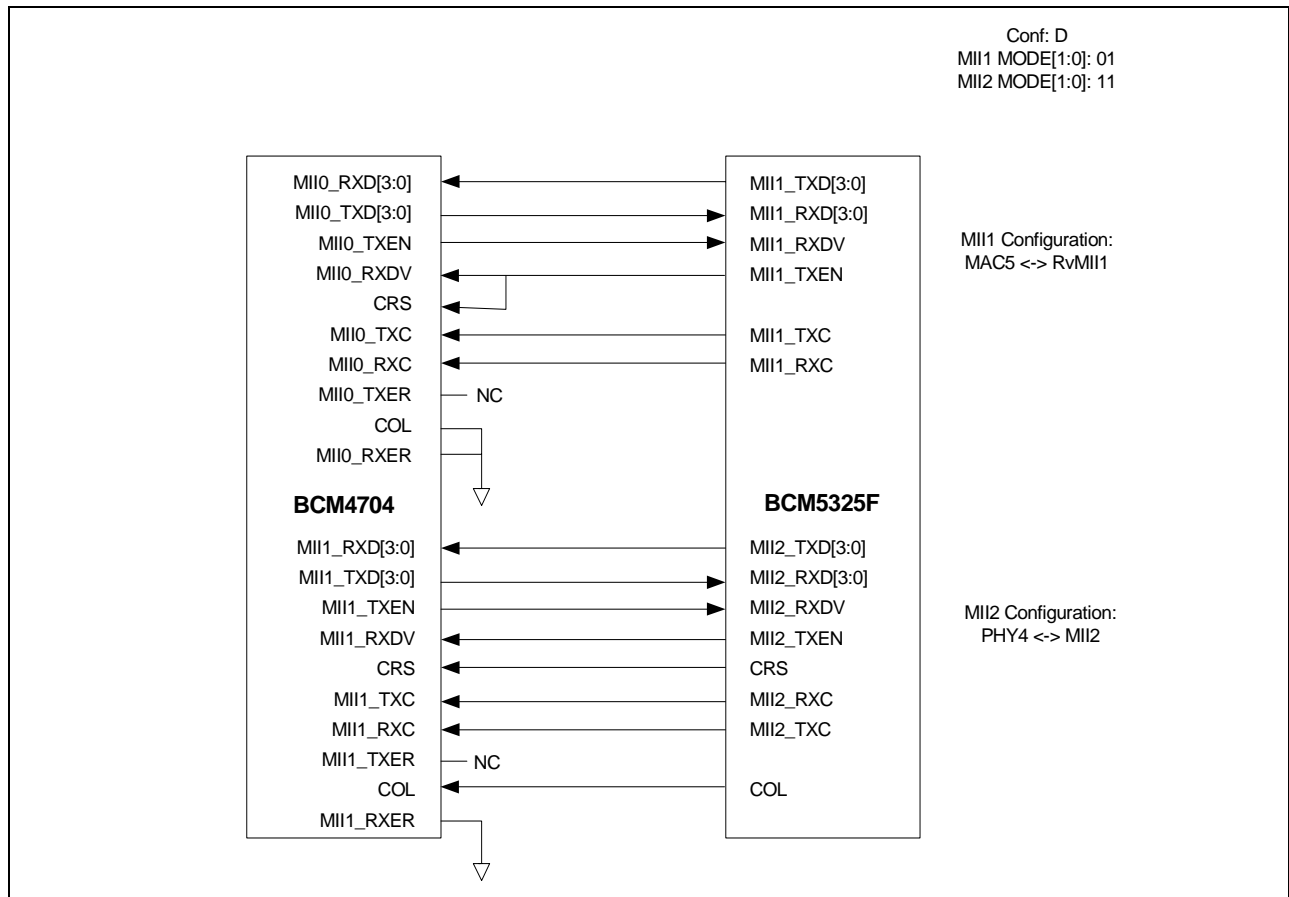 Conf: D
MII1 MODE[1:0]: 01
MII2 MODE[1:0]: 11
MII0_RXD[3:0]
MII0_TXD[3:0]
MII0_TXEN
MII0_RXDV
CRS
MII0_TXC
MII0_RXC
MII0_TXER
NC
COL
MII0_RXER
BCM4704
MII1_RXD[3:0]
MII1_TXD[3:0]
MII1_TXEN
MII1_RXDV
CRS
MII1_TXC
MII1_RXC
MII1_TXER
NC
COL
MII1_RXER
MII1_TXD[3:0]
MII1_RXD[3:0]
MII1_RXDV
MII1_TXEN
MII1_TXC
MII1_RXC
BCM5325F
MII2_TXD[3:0]
MII2_RXD[3:0]
MII2_RXDV
MII2_TXEN
CRS
MII2_RXC
MII2_TXC
COL
MII1 Configuration:
MAC5 <-> RvMII1
MII2 Configuration:
PHY4 <-> MII2